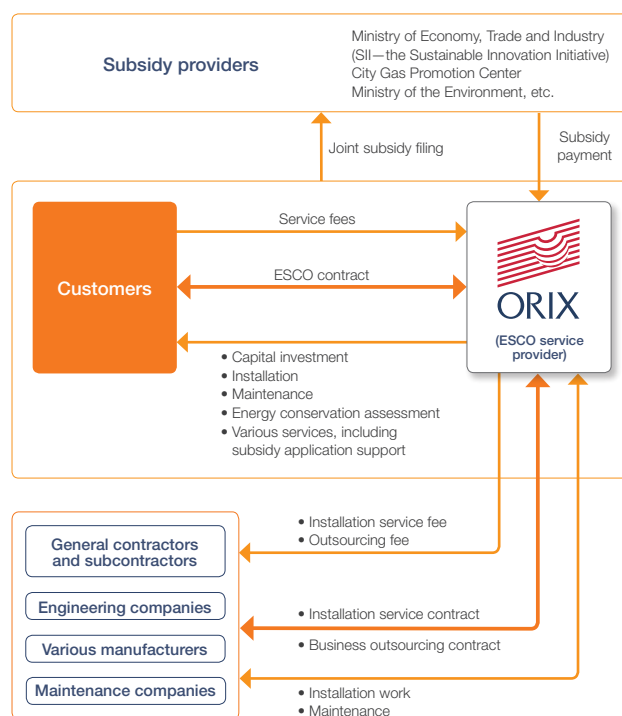 Subsidy providers
Ministry of Economy, Trade and Industry
(SII—the Sustainable Innovation Initiative)
City Gas Promotion Center
Ministry of the Environment, etc.
Joint subsidy filing
Subsidy
payment
Customers
Service fees
ESCO contract
ORIX
(ESCO service
provider)
• Capital investment
• Installation
• Maintenance
• Energy conservation assessment
• Various services, including
subsidy application support
General contractors
and subcontractors
Engineering companies
Various manufacturers
Maintenance companies
• Installation service fee
• Outsourcing fee
• Installation service contract
• Business outsourcing contract
• Installation work
• Maintenance